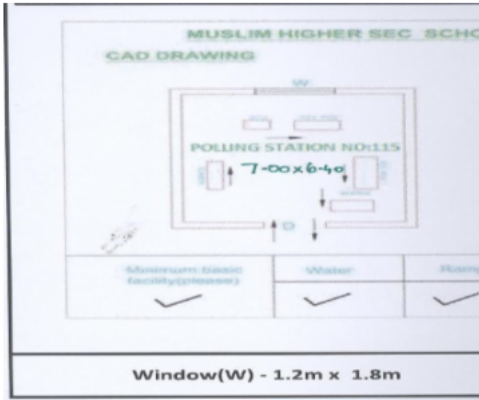 MUSLIM HIGHER SEC SCHO
CAD DRAWING
W
POLLING STATION NO:115
7-00x6-40
D
Minimum basic Water Ramp
facility(please)
Window(W) - 1.2m x 1.8m